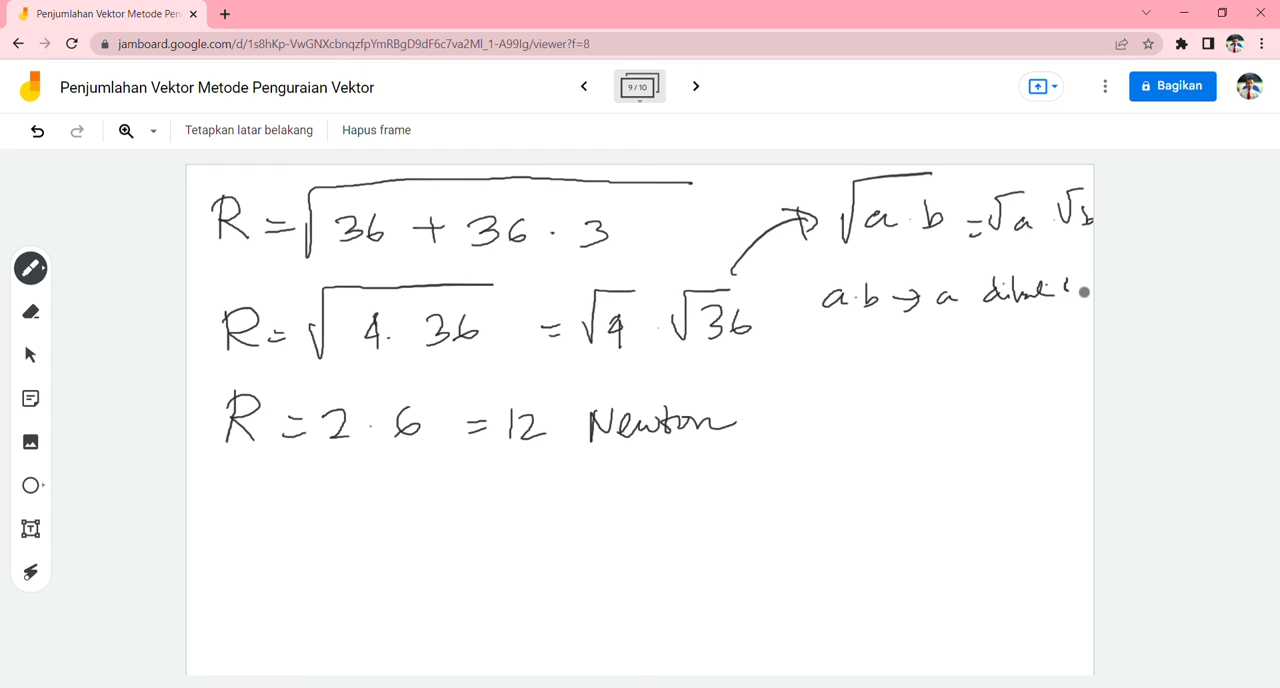 Penjumlahan Vektor Metode Pen
jamboard.google.com/d/1s8hKp-VwGNXcbnqzfpYmRBgD9dF6c7va2Ml_1-A99Ig/viewer?f=8
Penjumlahan Vektor Metode Penguraian Vektor
9 / 10
Bagikan
Tetapkan latar belakang
Hapus frame
R = √36 + 36 . 3
√a . b = √a √b
R = √4 . 36 = √4 . √36
a.b → a
R = 2 . 6 = 12 Newton